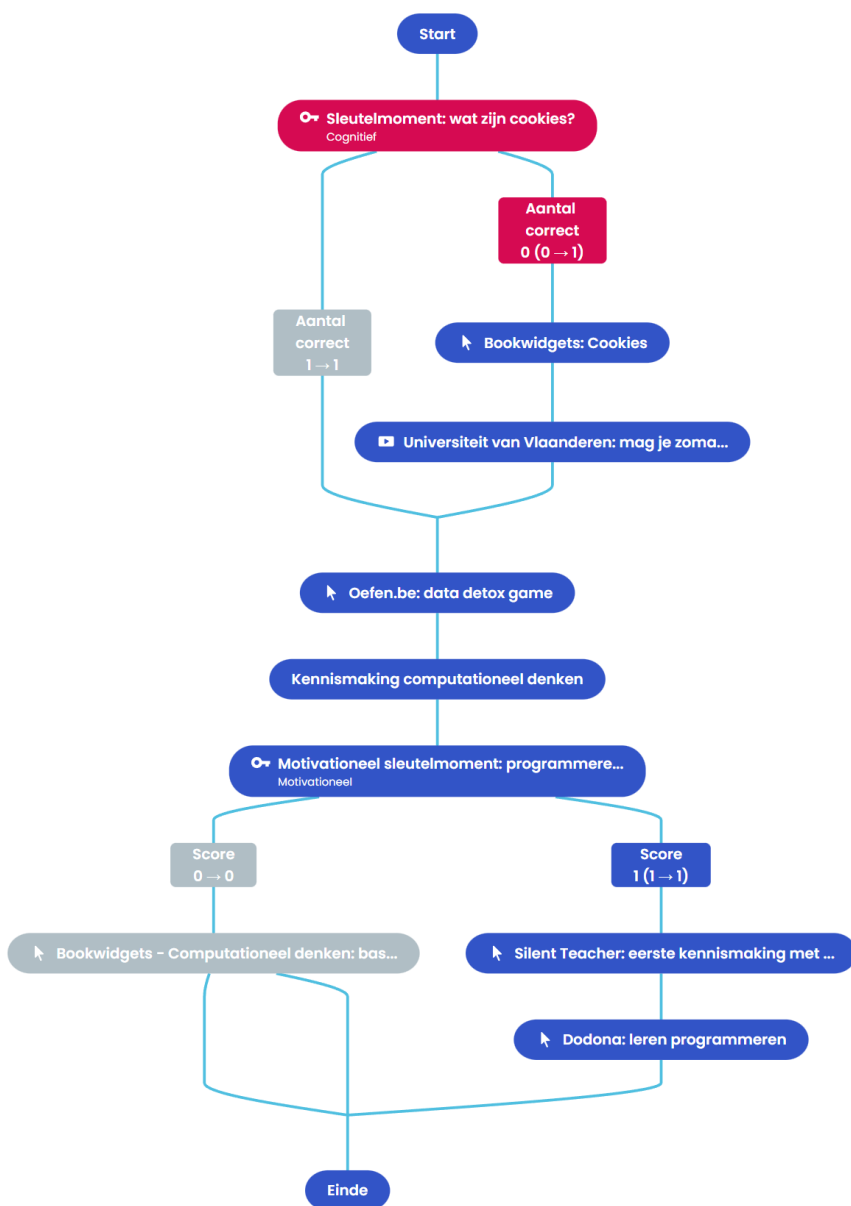 Start
Sleutelmoment: wat zijn cookies?
Cognitief
Aantal
correct
0 (0 → 1)
Aantal
correct
1 → 1
Bookwidgets: Cookies
Universiteit van Vlaanderen: mag je zoma...
Oefen.be: data detox game
Kennismaking computationeel denken
Motivationeel sleutelmoment: programmere...
Motivationeel
Score
0 → 0
Score
1 (1 → 1)
Bookwidgets - Computationeel denken: bas...
Silent Teacher: eerste kennismaking met ...
Dodona: leren programmeren
Einde